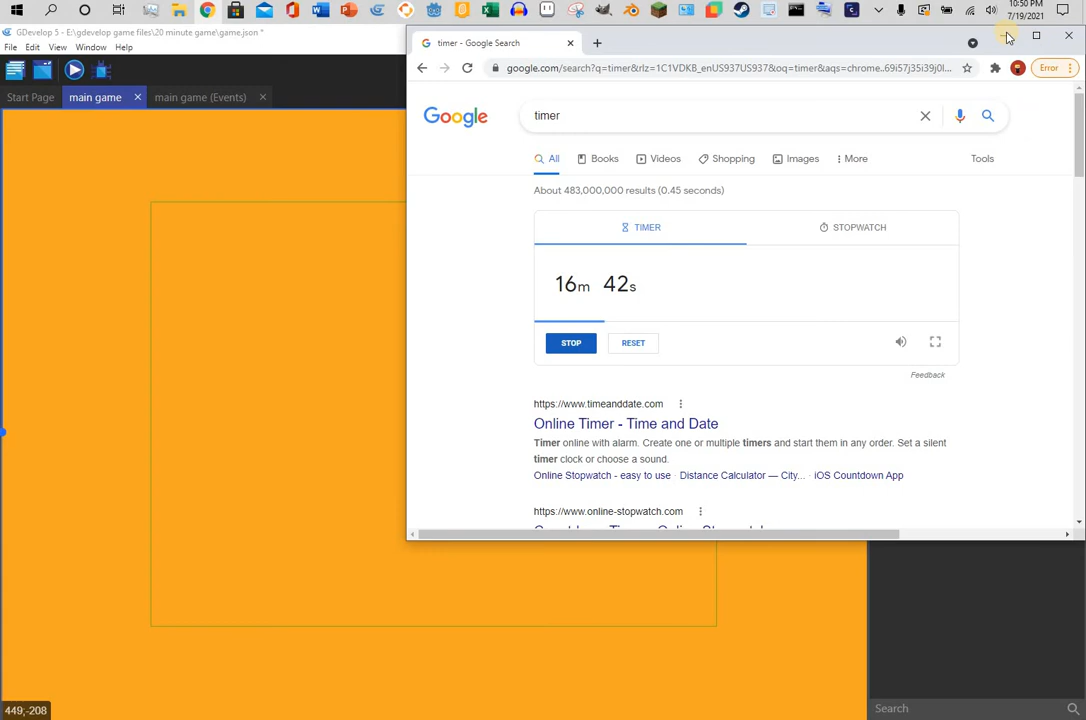 10:50 PM
7/19/2021
GDevelop 5 - E:\gdevelop game files\20 minute game\game.json *
File Edit View Window Help
Start Page
main game
main game (Events)
timer - Google Search
google.com/search?q=timer&rlz=1C1VDKB_enUS937US937&oq=timer&aqs=chrome..69i57j35i39j0l...
Error
Google
timer
All
Books
Videos
Shopping
Images
More
Tools
About 483,000,000 results (0.45 seconds)
TIMER
STOPWATCH
16m 42s
STOP
RESET
Feedback
https://www.timeanddate.com
Online Timer - Time and Date
Timer online with alarm. Create one or multiple timers and start them in any order. Set a silent
timer clock or choose a sound.
Online Stopwatch - easy to use · Distance Calculator — City... · iOS Countdown App
https://www.online-stopwatch.com
449;-208
Search